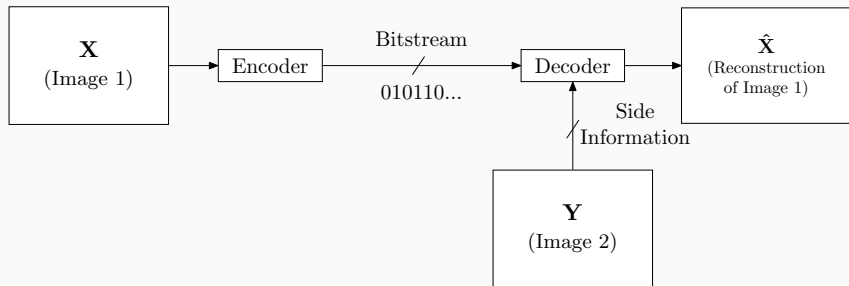 X
(Image 1)
Encoder
Bitstream
010110...
Decoder
X̂
(Reconstruction
of Image 1)
Side
Information
Y
(Image 2)